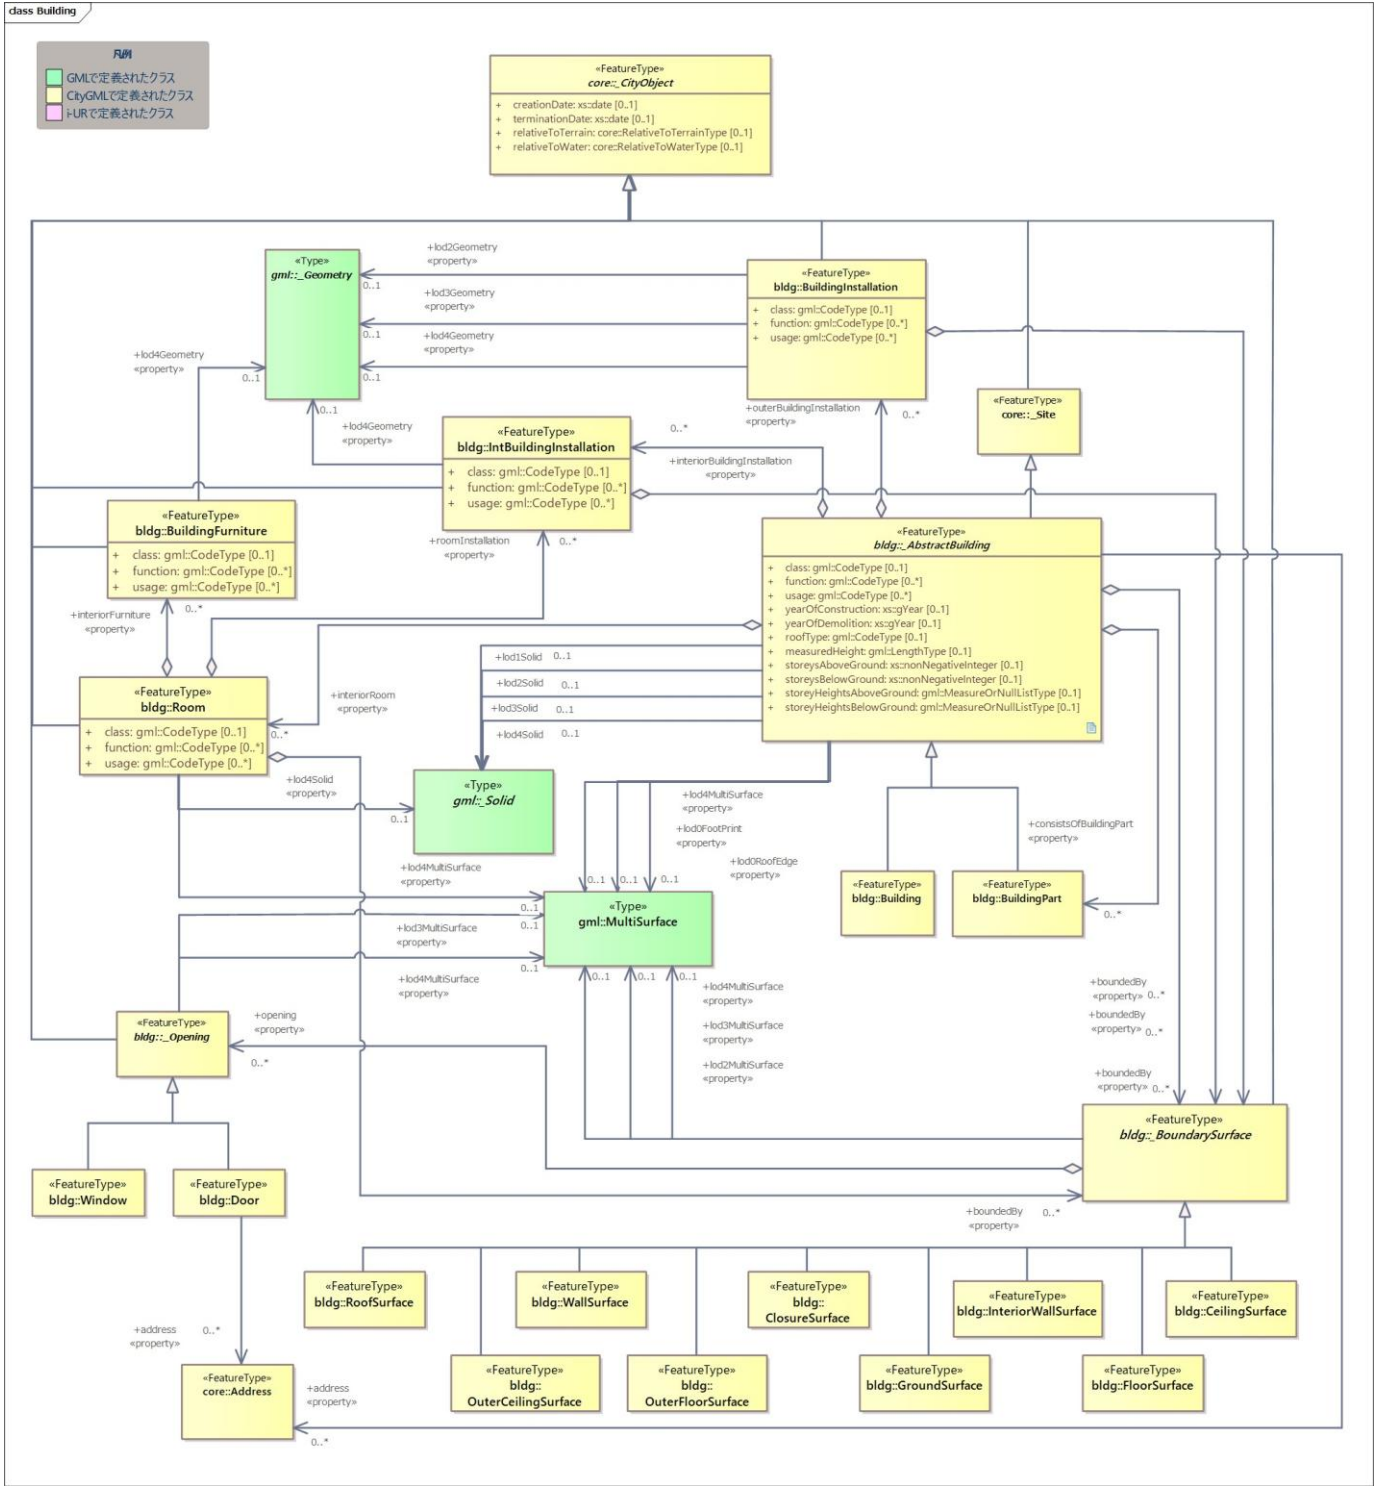 class Building
凡例
GMLで定義されたクラス
CityGMLで定義されたクラス
i-URで定義されたクラス
«FeatureType»
core::_CityObject
+ creationDate: xs:date [0..1]
+ terminationDate: xs:date [0..1]
+ relativeToTerrain: core::RelativeToTerrainType [0..1]
+ relativeToWater: core::RelativeToWaterType [0..1]
«Type»
gml::_Geometry
+lod2Geometry
«property»
0..1
+lod3Geometry
«property»
0..1
+lod4Geometry
«property»
0..1
«FeatureType»
bldg::BuildingInstallation
+ class: gml::CodeType [0..1]
+ function: gml::CodeType [0..*]
+ usage: gml::CodeType [0..*]
+lod4Geometry
«property»
0..1
0..1
+lod4Geometry
«property»
«FeatureType»
core::_Site
+outerBuildingInstallation
«property»
0..*
«FeatureType»
bldg::IntBuildingInstallation
+ class: gml::CodeType [0..1]
+ function: gml::CodeType [0..*]
+ usage: gml::CodeType [0..*]
0..*
+interiorBuildingInstallation
«property»
«FeatureType»
bldg::BuildingFurniture
+ class: gml::CodeType [0..1]
+ function: gml::CodeType [0..*]
+ usage: gml::CodeType [0..*]
+roomInstallation
«property»
0..*
«FeatureType»
bldg::_AbstractBuilding
+ class: gml::CodeType [0..1]
+ function: gml::CodeType [0..*]
+ usage: gml::CodeType [0..*]
+ yearOfConstruction: xs::gYear [0..1]
+ yearOfDemolition: xs::gYear [0..1]
+ roofType: gml::CodeType [0..1]
+ measuredHeight: gml::LengthType [0..1]
+ storeysAboveGround: xs::nonNegativeInteger [0..1]
+ storeysBelowGround: xs::nonNegativeInteger [0..1]
+ storeyHeightsAboveGround: gml::MeasureOrNullListType [0..1]
+ storeyHeightsBelowGround: gml::MeasureOrNullListType [0..1]
+interiorFurniture
«property»
0..*
+lod1Solid 0..1
+lod2Solid 0..1
+lod3Solid 0..1
+lod4Solid 0..1
«FeatureType»
bldg::Room
+ class: gml::CodeType [0..1]
+ function: gml::CodeType [0..*]
+ usage: gml::CodeType [0..*]
+interiorRoom
«property»
0..*
+lod4Solid
«property»
0..1
«Type»
gml::_Solid
+lod4MultiSurface
«property»
+lod0FootPrint
«property»
+lod0RoofEdge
«property»
0..1
0..1
0..1
+consistsOfBuildingPart
«property»
0..*
«FeatureType»
bldg::Building
«FeatureType»
bldg::BuildingPart
+lod4MultiSurface
«property»
0..1
0..1
«Type»
gml::MultiSurface
+lod3MultiSurface
«property»
0..1
+lod4MultiSurface
«property»
0..1
0..1
0..1
+lod4MultiSurface
«property»
+lod3MultiSurface
«property»
+lod2MultiSurface
«property»
+boundedBy
«property» 0..*
+boundedBy
«property» 0..*
+boundedBy
«property» 0..*
«FeatureType»
bldg::_Opening
+opening
«property»
0..*
«FeatureType»
bldg::_BoundarySurface
«FeatureType»
bldg::Window
«FeatureType»
bldg::Door
+boundedBy
«property»
0..*
«FeatureType»
bldg::RoofSurface
«FeatureType»
bldg::WallSurface
«FeatureType»
bldg::
ClosureSurface
«FeatureType»
bldg::InteriorWallSurface
«FeatureType»
bldg::CeilingSurface
«FeatureType»
bldg::
OuterCeilingSurface
«FeatureType»
bldg::
OuterFloorSurface
«FeatureType»
bldg::GroundSurface
«FeatureType»
bldg::FloorSurface
+address
«property»
0..*
«FeatureType»
core::Address
+address
«property»
0..*